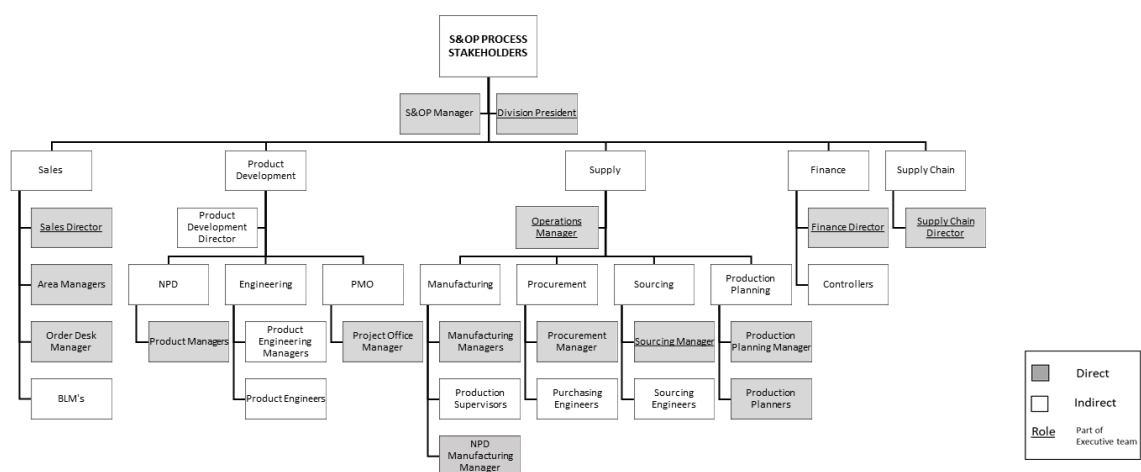 S&OP PROCESS
STAKEHOLDERS
S&OP Manager
Division President
Sales
Product
Development
Supply
Finance
Supply Chain
Sales Director
Product
Development
Director
Operations
Manager
Finance Director
Supply Chain
Director
Area Managers
NPD
Engineering
PMO
Manufacturing
Procurement
Sourcing
Production
Planning
Controllers
Order Desk
Manager
Product Managers
Product
Engineering
Managers
Project Office
Manager
Manufacturing
Managers
Procurement
Manager
Sourcing Manager
Production
Planning Manager
BLM's
Product Engineers
Production
Supervisors
Purchasing
Engineers
Sourcing
Engineers
Production
Planners
NPD
Manufacturing
Manager
Direct
Indirect
Role Part of
Executive team